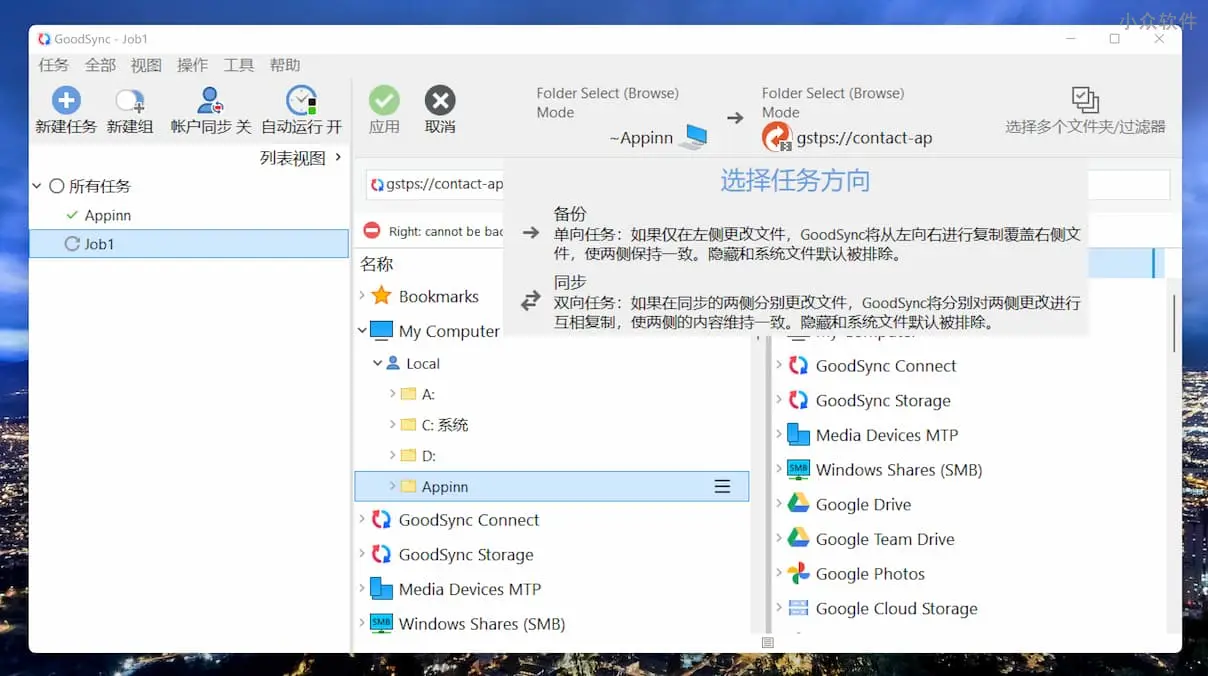 小众软件
GoodSync - Job1
任务 全部 视图 操作 工具 帮助
新建任务 新建组 帐户同步 关 自动运行 开
应用 取消
Folder Select (Browse)
Mode
~Appinn
Folder Select (Browse)
Mode
gstps://contact-ap
选择多个文件夹/过滤器
列表视图
所有任务
Appinn
Job1
gstps://contact-ap
Right: cannot be bac
选择任务方向
备份
单向任务：如果仅在左侧更改文件，GoodSync将从左向右进行复制覆盖右侧文
件，使两侧保持一致。隐藏和系统文件默认被排除。
同步
双向任务：如果在同步的两侧分别更改文件，GoodSync将分别对两侧更改进行
互相复制，使两侧的内容维持一致。隐藏和系统文件默认被排除。
名称
Bookmarks
My Computer
Local
A:
C: 系统
D:
Appinn
GoodSync Connect
GoodSync Storage
Media Devices MTP
SMB Windows Shares (SMB)
My Computer
GoodSync Connect
GoodSync Storage
Media Devices MTP
SMB Windows Shares (SMB)
Google Drive
Google Team Drive
Google Photos
Google Cloud Storage